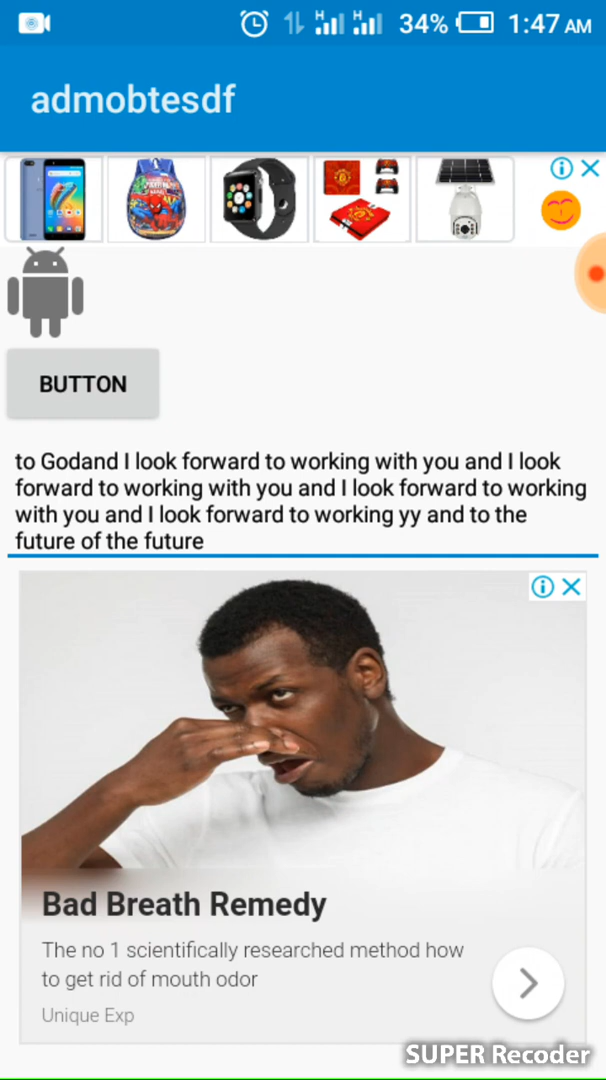 H H 34% 1:47 AM
admobtesdf
BUTTON
to Godand I look forward to working with you and I look
forward to working with you and I look forward to working
with you and I look forward to working yy and to the
future of the future
Bad Breath Remedy
The no 1 scientifically researched method how
to get rid of mouth odor
Unique Exp
SUPER Recoder